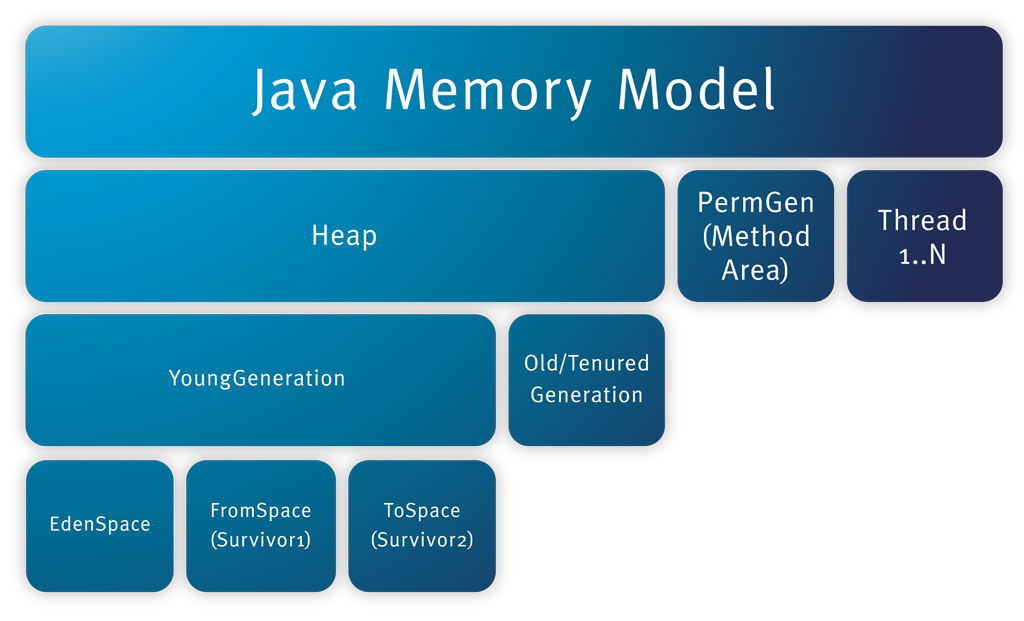 Java Memory Model
Heap
PermGen
(Method
Area)
Thread
1..N
YoungGeneration
Old/Tenured
Generation
EdenSpace
FromSpace
(Survivor1)
ToSpace
(Survivor2)